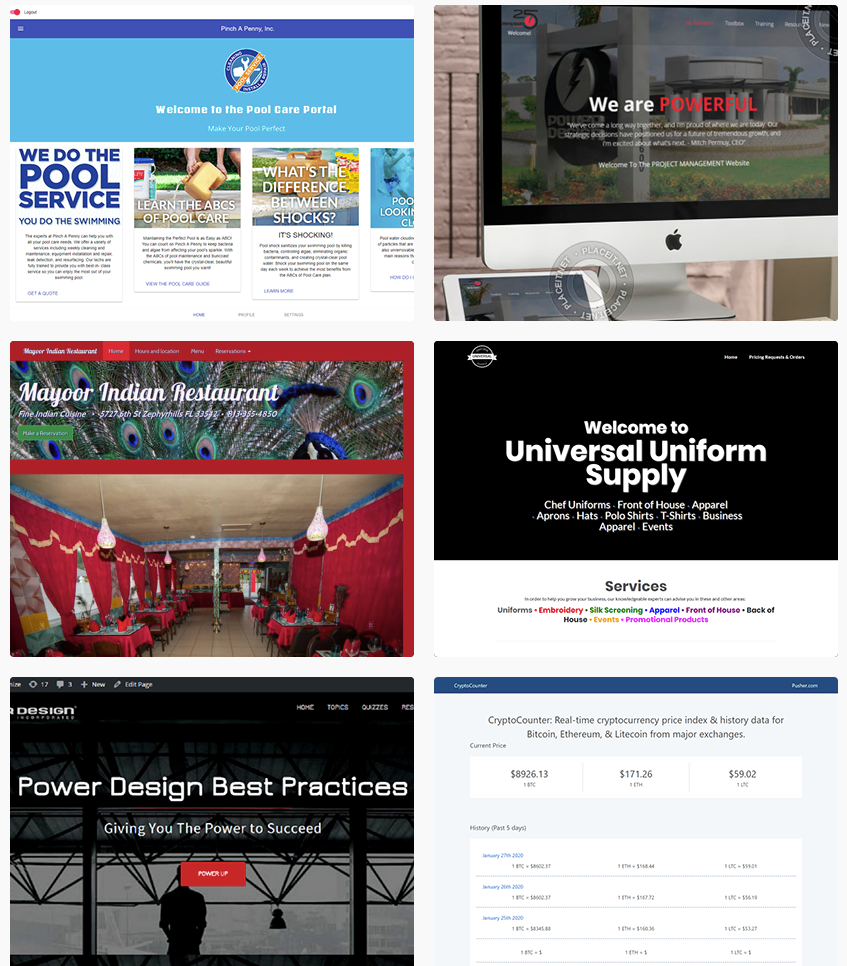 Logout
Pinch A Penny, Inc.
CLEANING
POOL SERVICE
INSTALL & REPAIR
Welcome to the Pool Care Portal
Make Your Pool Perfect
WE DO THE
POOL
SERVICE
YOU DO THE SWIMMING
The experts at Pinch A Penny can help you with
all your pool care needs. We offer a variety of
services including weekly cleaning and
maintenance, equipment installation and repair,
leak detection, and resurfacing. Our techs are
fully trained to provide you with best in class
service so you can enjoy the most out of your
swimming pool.
GET A QUOTE
LEARN THE ABCS
OF POOL CARE
Maintaining the Perfect Pool is as Easy as ABC!
You can count on Pinch A Penny to keep bacteria
and algae from affecting your pool's sparkle. With
the ABCs of pool maintenance and Suncoast
chemicals, you'll have the crystal-clear, beautiful
swimming pool you want!
VIEW THE POOL CARE GUIDE
WHAT'S THE
DIFFERENCE
BETWEEN
SHOCKS?
IT'S SHOCKING!
Pool shock sanitizes your swimming pool by killing
bacteria, controlling algae, eliminating organic
contaminants, and creating crystal-clear pool
water. Shock your swimming pool on the same
day each week to achieve the most benefits from
the ABCs of Pool Care plan.
LEARN MORE
POO
LOOKIN
CL
Pool water cloudines
of particles that are
also unremovable
main reasons tha
HOW DO I
HOME PROFILE SETTINGS
25
Welcome!
Toolbox Training Resour New
We are POWERFUL
"We've come a long way together, and I'm proud of where we are today. Our
strategic decisions have positioned us for a future of tremendous growth, and
I'm excited about what's next. - Mitch Permuy, CEO"
Welcome To The PROJECT MANAGEMENT Website
POWER
DESIGN
PLACEIT.NET
PLACEIT.NET
PLACEIT.NET
Mayoor Indian Restaurant Home Hours and location Menu Reservations
Mayoor Indian Restaurant
Fine Indian Cuisine • 5727 6th St Zephyrhills FL 33542 • 813-355-4850
Make a Reservation
UNIVERSAL
Home Pricing Requests & Orders
Welcome to
Universal Uniform
Supply
Chef Uniforms · Front of House · Apparel
· Aprons · Hats · Polo Shirts · T-Shirts · Business
Apparel · Events
Services
In order to help you grow your business, our knowledgeable experts can advise you in these and other areas:
Uniforms • Embroidery • Silk Screening • Apparel • Front of House • Back of
House • Events • Promotional Products
mize 17 3 New Edit Page
DESIGN
INCORPORATED
HOME TOPICS QUIZZES RES
Power Design Best Practices
Giving You The Power to Succeed
POWER UP
CryptoCounter Pusher.com
CryptoCounter: Real-time cryptocurrency price index & history data for
Bitcoin, Ethereum, & Litecoin from major exchanges.
Current Price
$8926.13 $171.26 $59.02
1 BTC 1 ETH 1 LTC
History (Past 5 days)
January 27th 2020
1 BTC = $8602.37 1 ETH = $168.44 1 LTC = $59.01
January 26th 2020
1 BTC = $8602.37 1 ETH = $167.72 1 LTC = $56.19
January 25th 2020
1 BTC = $8345.88 1 ETH = $160.36 1 LTC = $53.27
1 BTC = $ 1 ETH = $ 1 LTC = $